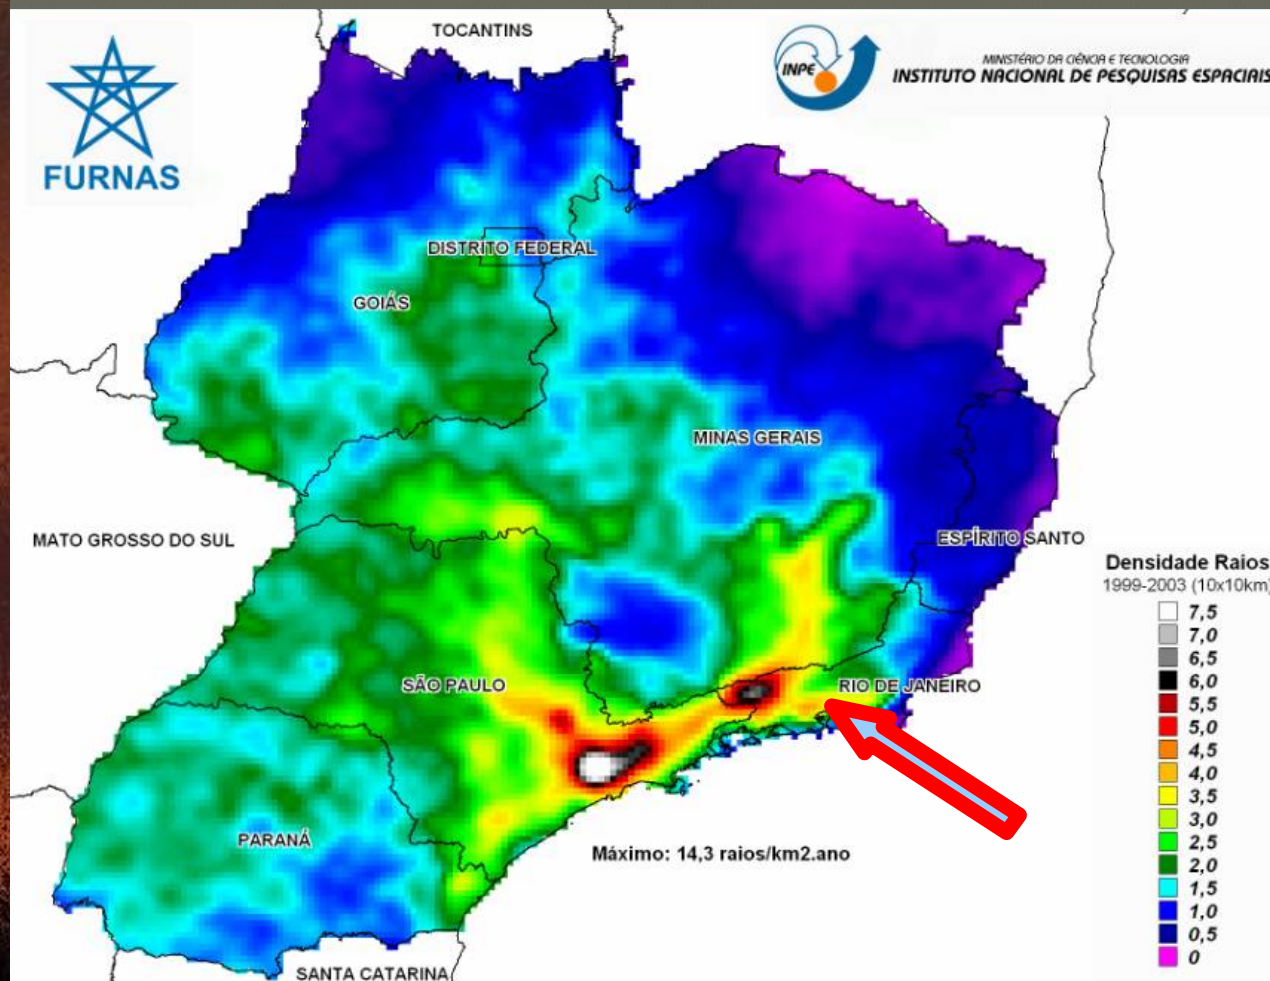 TOCANTINS
FURNAS
INPE
MINISTÉRIO DA CIÊNCIA E TECNOLOGIA
INSTITUTO NACIONAL DE PESQUISAS ESPACIAIS
DISTRITO FEDERAL
GOIÁS
MINAS GERAIS
MATO GROSSO DO SUL
ESPÍRITO SANTO
SÃO PAULO
RIO DE JANEIRO
PARANÁ
Máximo: 14,3 raios/km2.ano
SANTA CATARINA
Densidade Raios
1999-2003 (10x10km)
7,5
7,0
6,5
6,0
5,5
5,0
4,5
4,0
3,5
3,0
2,5
2,0
1,5
1,0
0,5
0